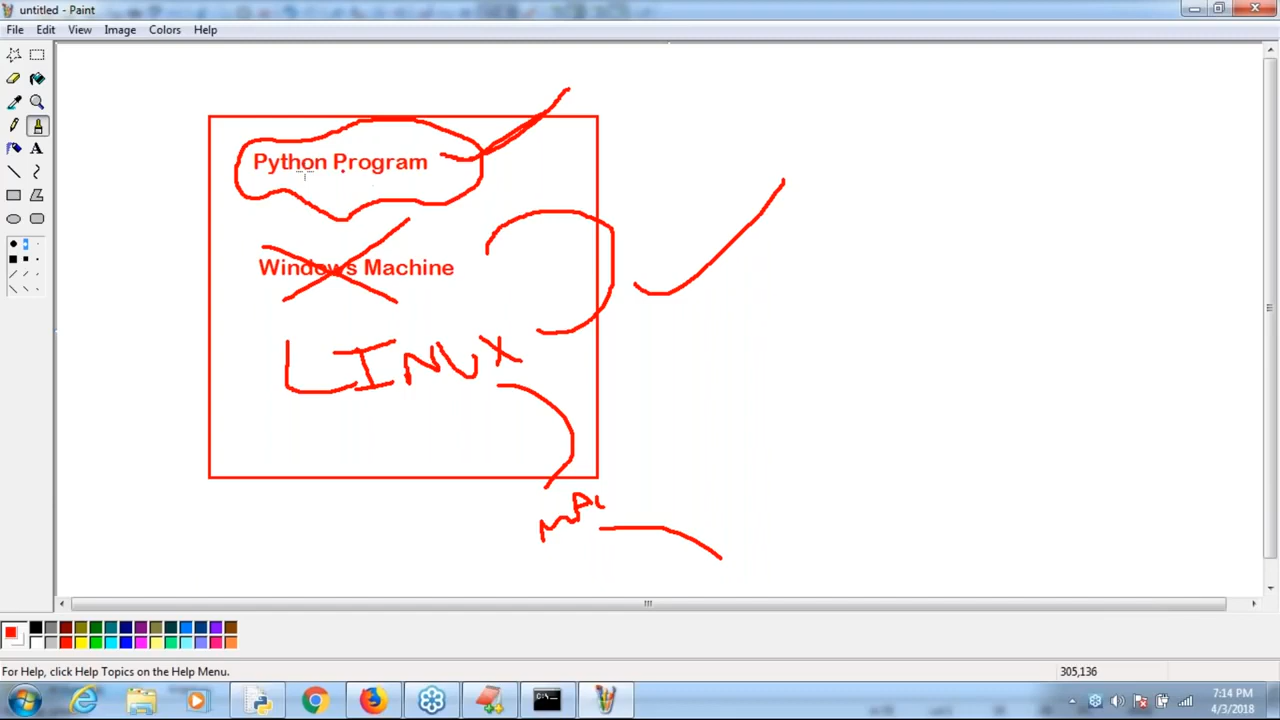 untitled - Paint
File Edit View Image Colors Help
Python Program
Windows Machine
LINUX
MAC
For Help, click Help Topics on the Help Menu.
305,136
7:14 PM
4/3/2018